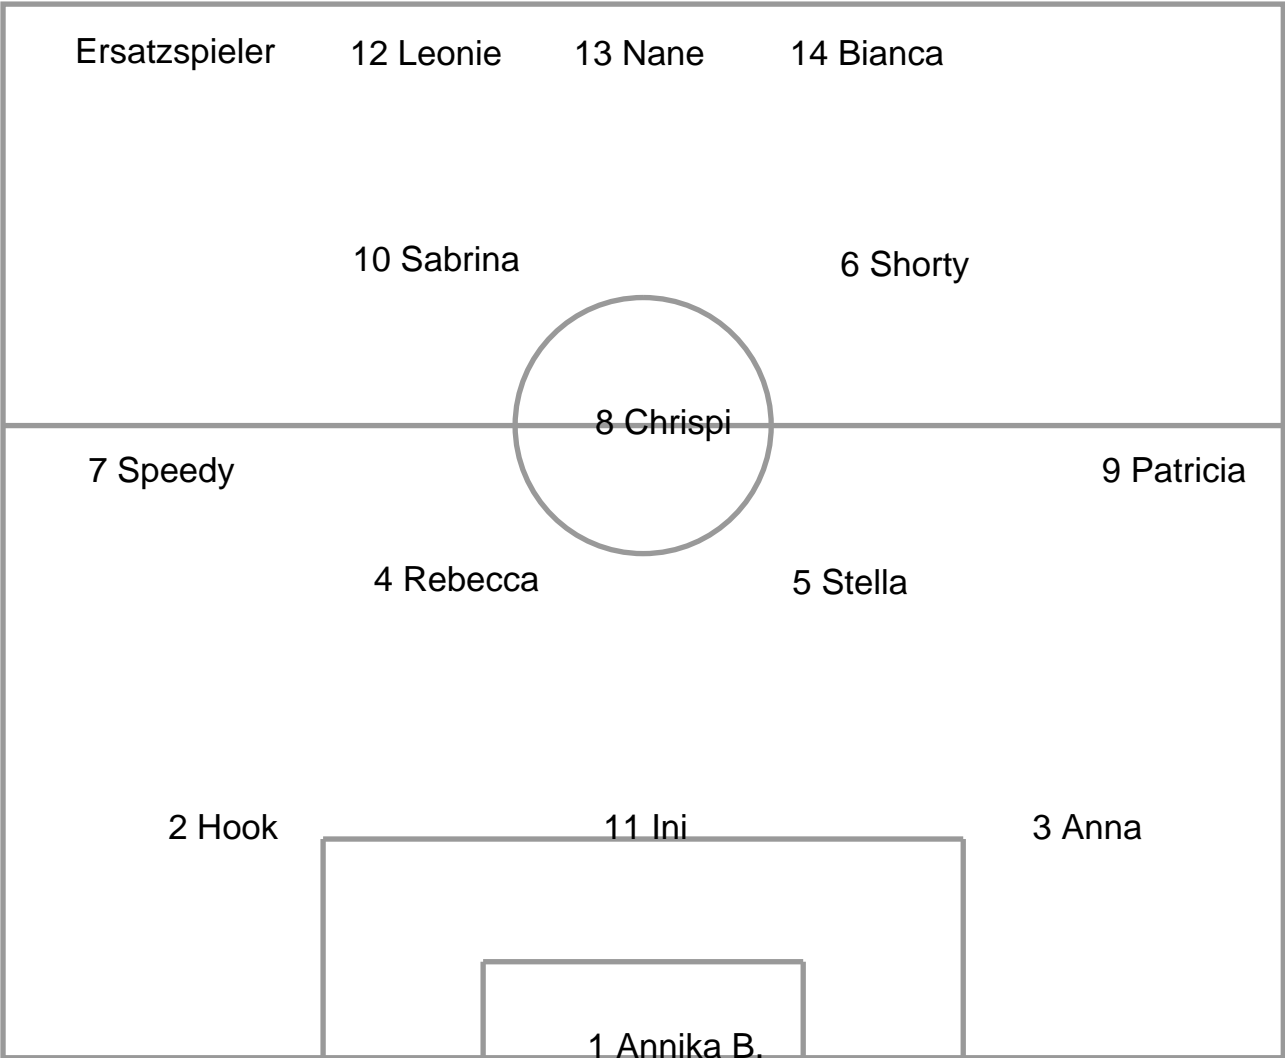 Ersatzspieler 12 Leonie 13 Nane 14 Bianca
10 Sabrina 6 Shorty
8 Chrispi
7 Speedy 9 Patricia
4 Rebecca 5 Stella
2 Hook 11 Ini 3 Anna
1 Annika B.